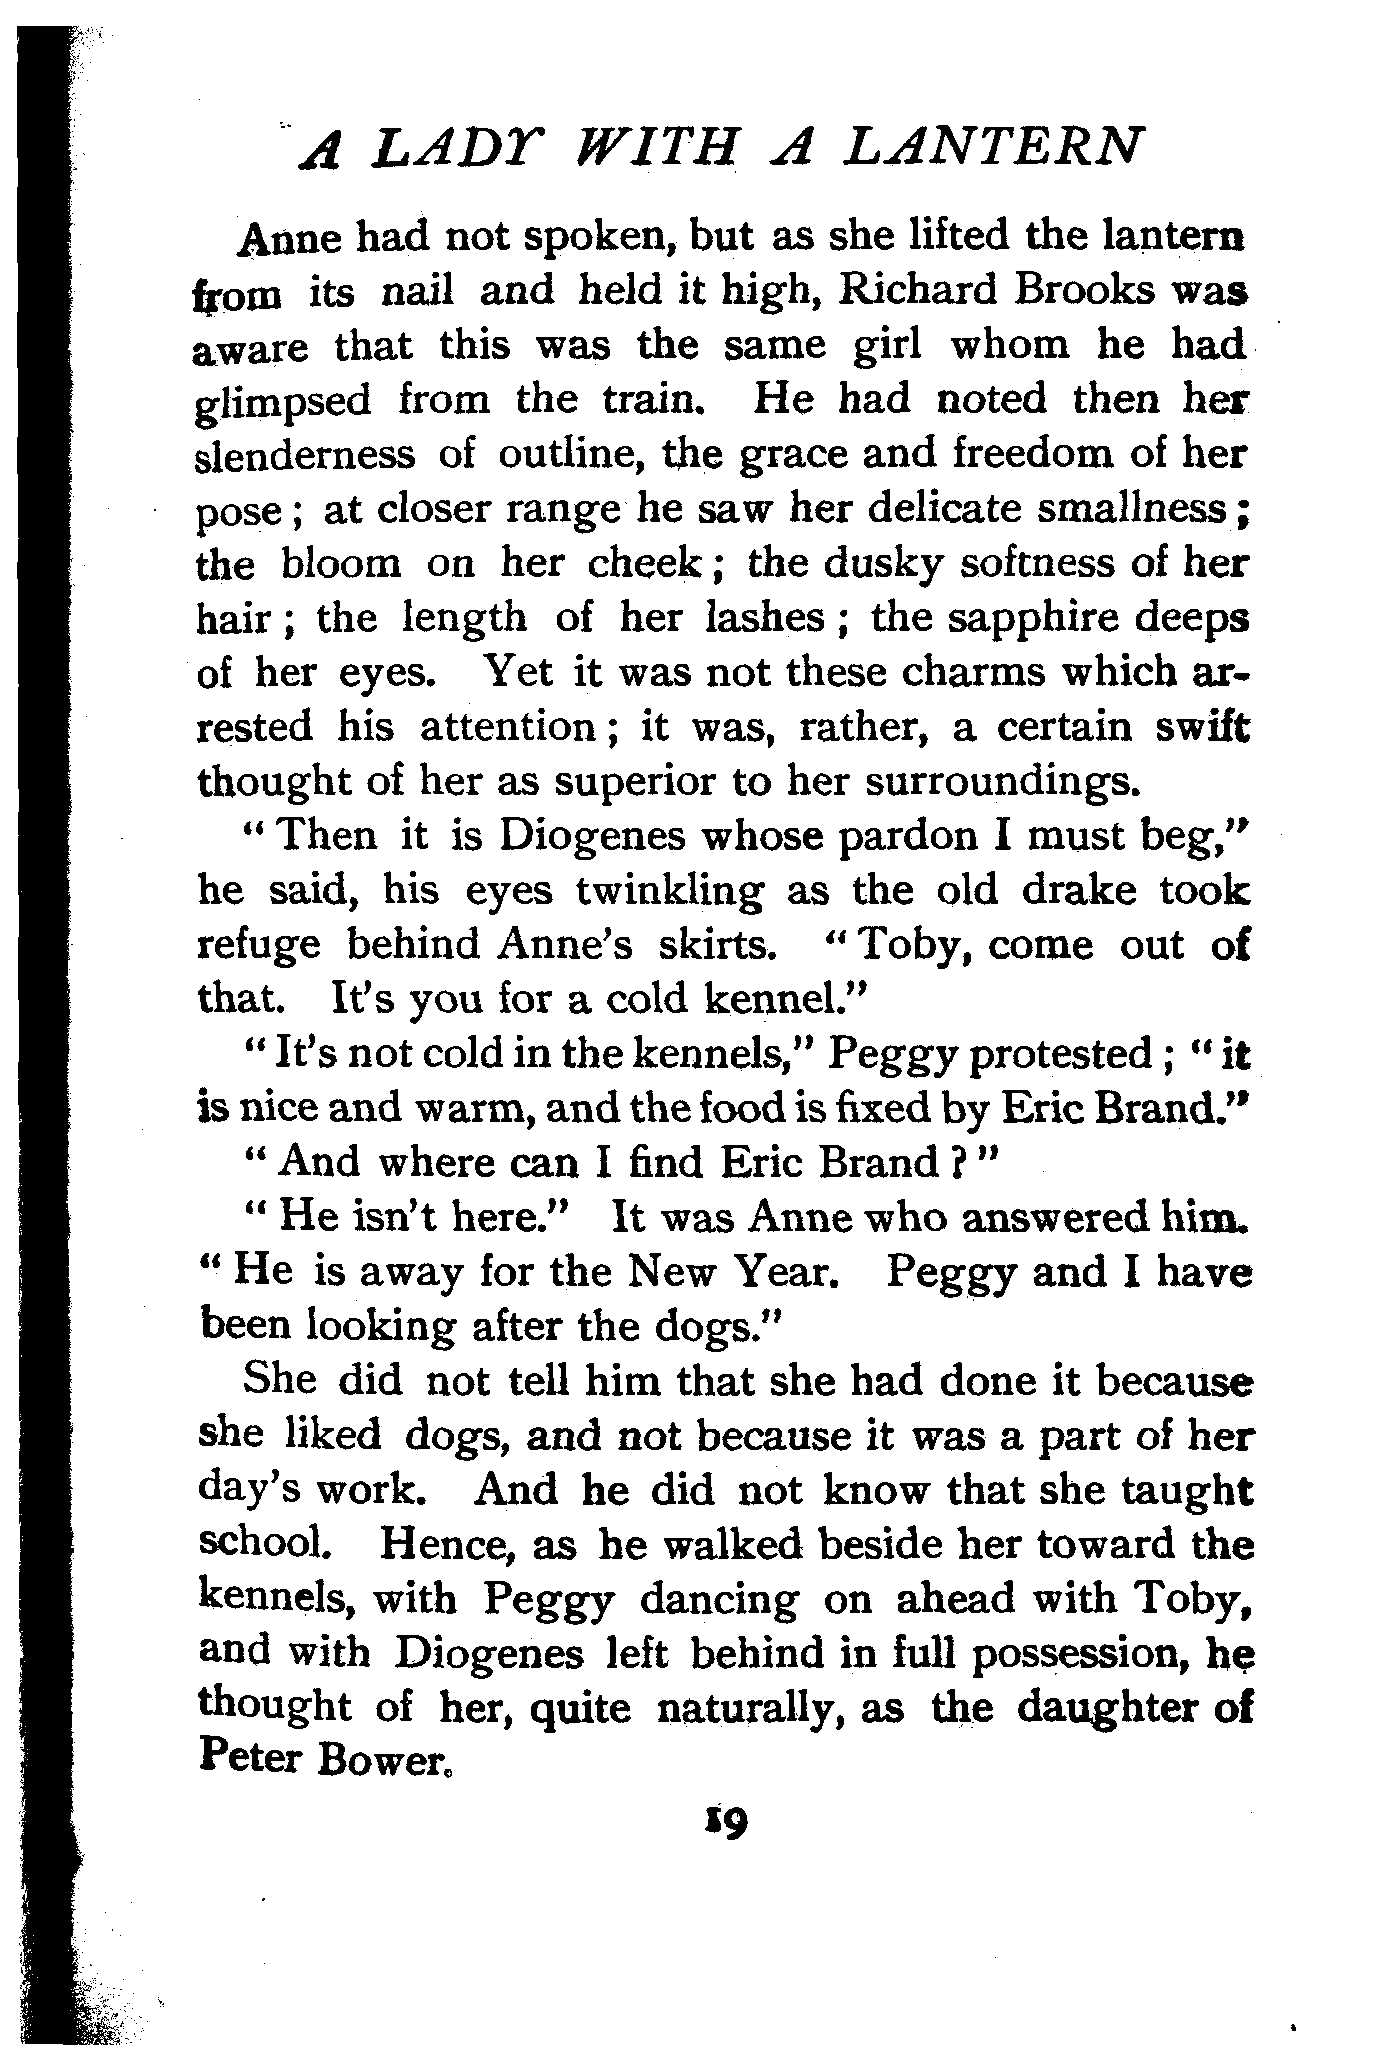 A LADY WITH A LANTERN
Anne had not spoken, but as she lifted the lantern
from its nail and held it high, Richard Brooks was
aware that this was the same girl whom he had
glimpsed from the train. He had noted then her
slenderness of outline, the grace and freedom of her
pose ; at closer range he saw her delicate smallness ;
the bloom on her cheek ; the dusky softness of her
hair ; the length of her lashes ; the sapphire deeps
of her eyes. Yet it was not these charms which ar-
rested his attention ; it was, rather, a certain swift
thought of her as superior to her surroundings.
“ Then it is Diogenes whose pardon I must beg,”
he said, his eyes twinkling as the old drake took
refuge behind Anne's skirts. “ Toby, come out of
that. It's you for a cold kennel.”
“ It's not cold in the kennels,” Peggy protested ; “ it
is nice and warm, and the food is fixed by Eric Brand.”
“ And where can I find Eric Brand ? ”
“ He isn't here.” It was Anne who answered him.
“ He is away for the New Year. Peggy and I have
been looking after the dogs.”
She did not tell him that she had done it because
she liked dogs, and not because it was a part of her
day's work. And he did not know that she taught
school. Hence, as he walked beside her toward the
kennels, with Peggy dancing on ahead with Toby,
and with Diogenes left behind in full possession, he
thought of her, quite naturally, as the daughter of
Peter Bower.
19